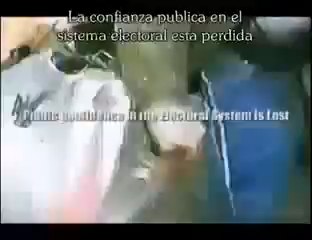 La confianza publica en el
sistema electoral esta perdida
Public confidence in the Electoral System is Lost